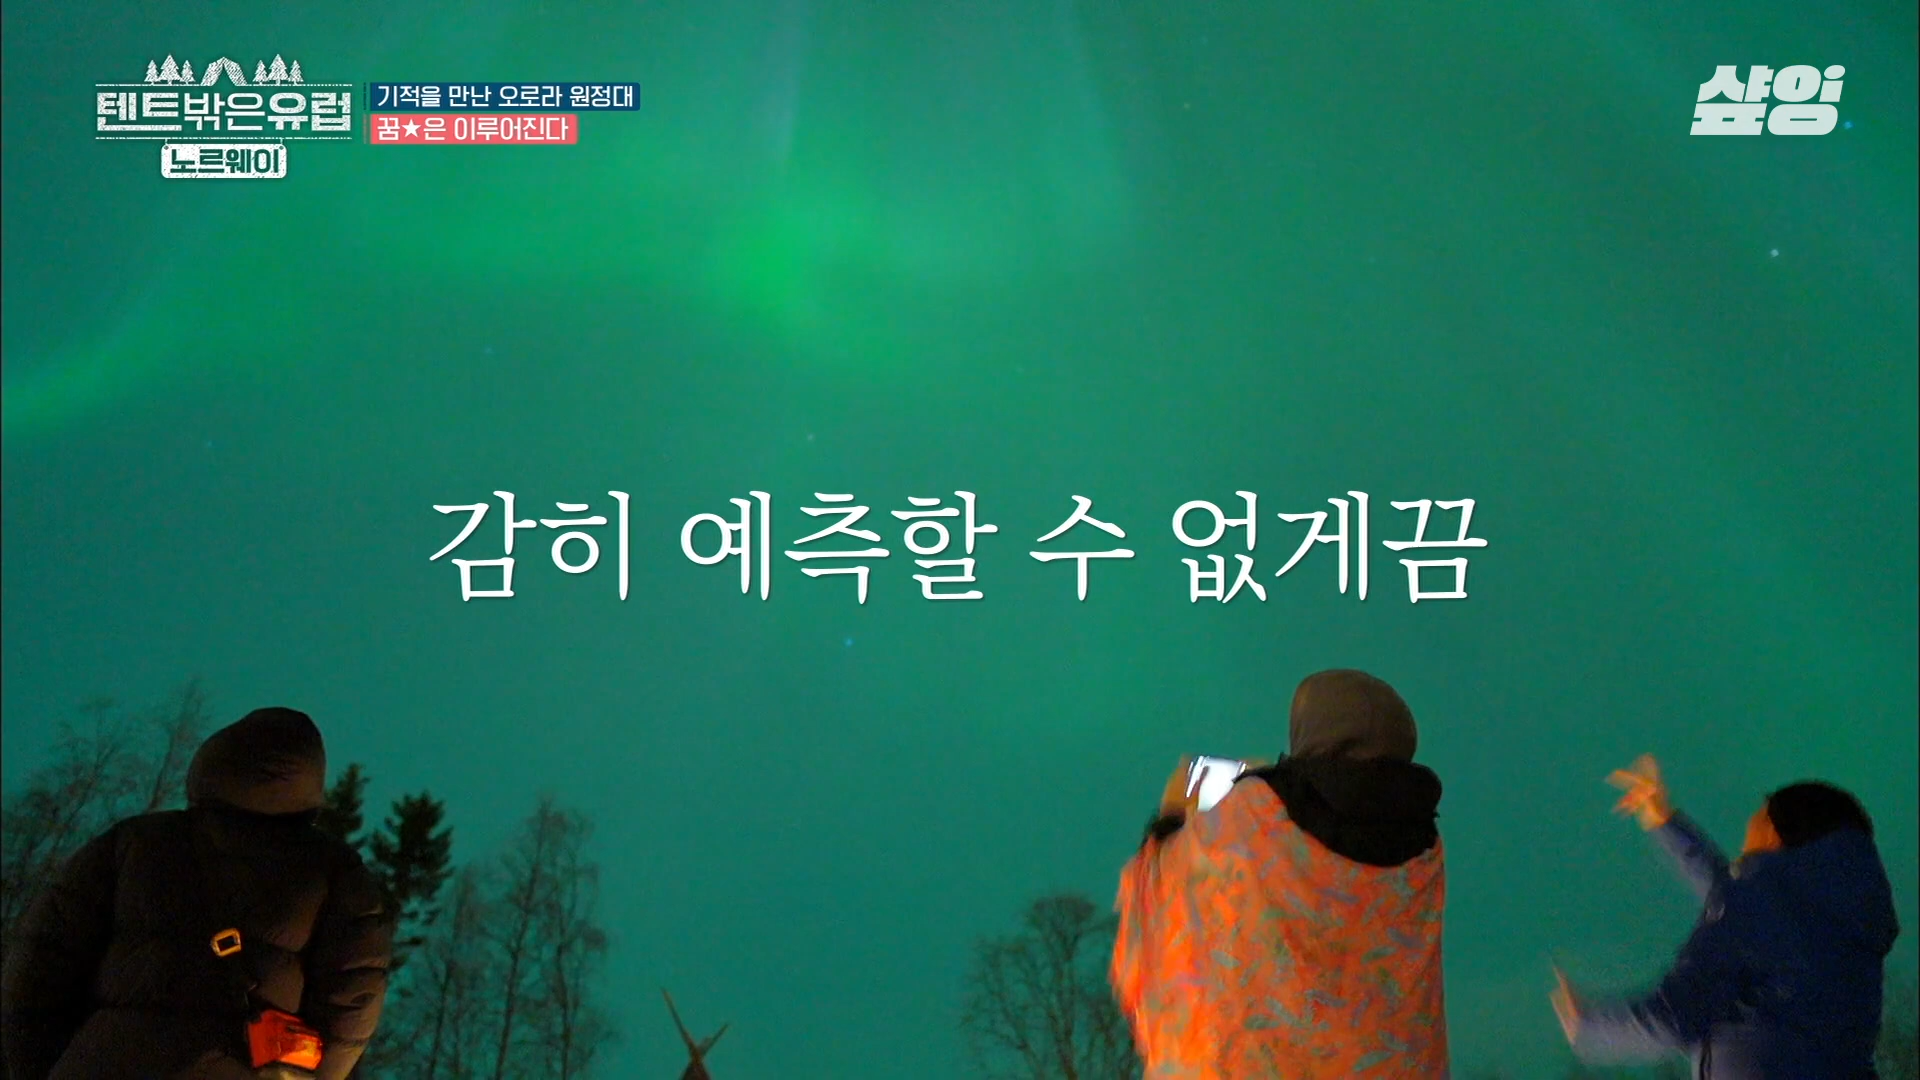 텐트밖은유럽
노르웨이
기적을 만난 오로라 원정대
꿈★은 이루어진다
샾잉
감히 예측할 수 없게끔